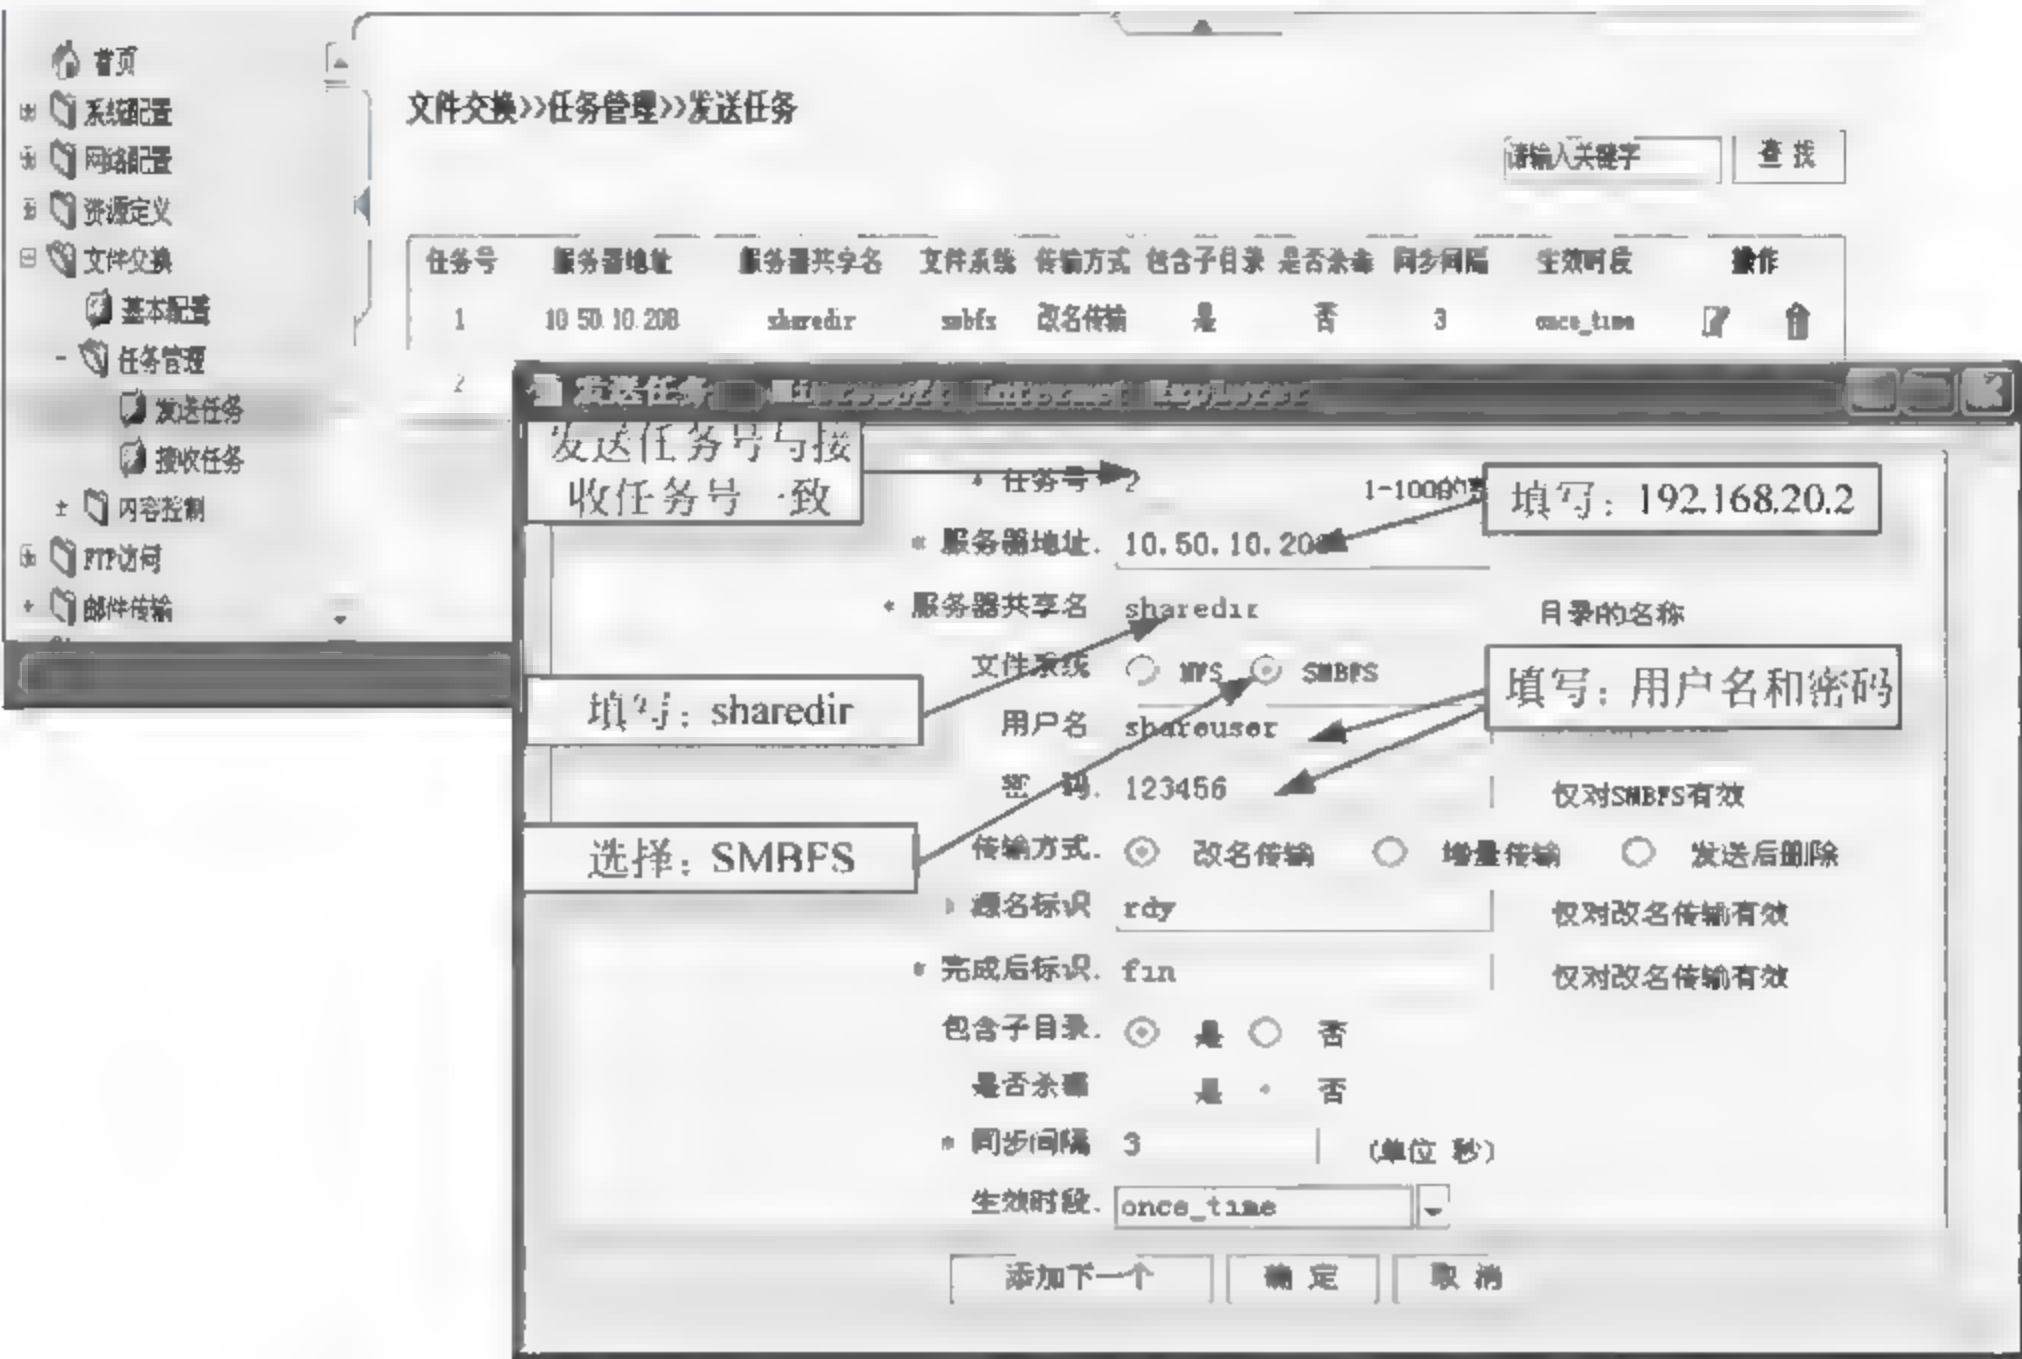 首页
系统配置
网络配置
资源定义
文件交换
基本配置
任务管理
发送任务
接收任务
内容控制
FTP访问
邮件传输
文件交换>>任务管理>>发送任务
请输入关键字 查 找
任务号 服务器地址 服务器共享名 文件系统 传输方式 包含子目录 是否杀毒 同步间隔 生效时段 操作
1 10.50.10.208 sharedir smbfs 改名传输 是 否 3 once_time
2
发送任务 - Microsoft Internet Explorer
发送任务号与接
收任务号一致
* 任务号 2 1-100的
填写：192.168.20.2
* 服务器地址. 10.50.10.20
* 服务器共享名 sharedir 目录的名称
文件系统 NFS SMBFS
填写：用户名和密码
填写：sharedir
用户名 shareuser
密 码. 123456 仅对SMBFS有效
选择：SMBFS
传输方式. 改名传输 增量传输 发送后删除
* 源名标识 rdy 仅对改名传输有效
* 完成后标识. fin 仅对改名传输有效
包含子目录. 是 否
是否杀毒 是 否
* 同步间隔 3 (单位 秒)
生效时段. once_time
添加下一个 确 定 取 消